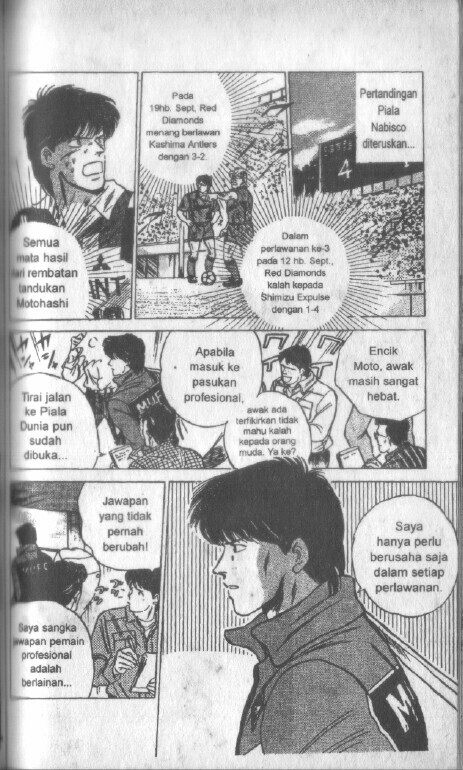 Pertandingan
Piala
Nabisco
diteruskan...
Pada
19hb. Sept, Red
Diamonds
menang berlawan
Kashima Antlers
dengan 3-2.
Dalam
perlawanan ke-3
pada 12 hb. Sept.,
Red Diamonds
kalah kepada
Shimizu Expulse
dengan 1-4
4
Semua
mata hasil
dari rembatan
tandukan
Motohashi
Encik
Moto, awak
masih sangat
hebat.
Apabila
masuk ke
pasukan
profesional,
awak ada
terfikirkan tidak
mahu kalah
kepada orang
muda. Ya ke?
Tirai jalan
ke Piala
Dunia pun
sudah
dibuka...
Saya
hanya perlu
berusaha saja
dalam setiap
perlawanan.
Jawapan
yang tidak
pernah
berubah!
Saya sangka
jawapan pemain
profesional
adalah
berlainan...